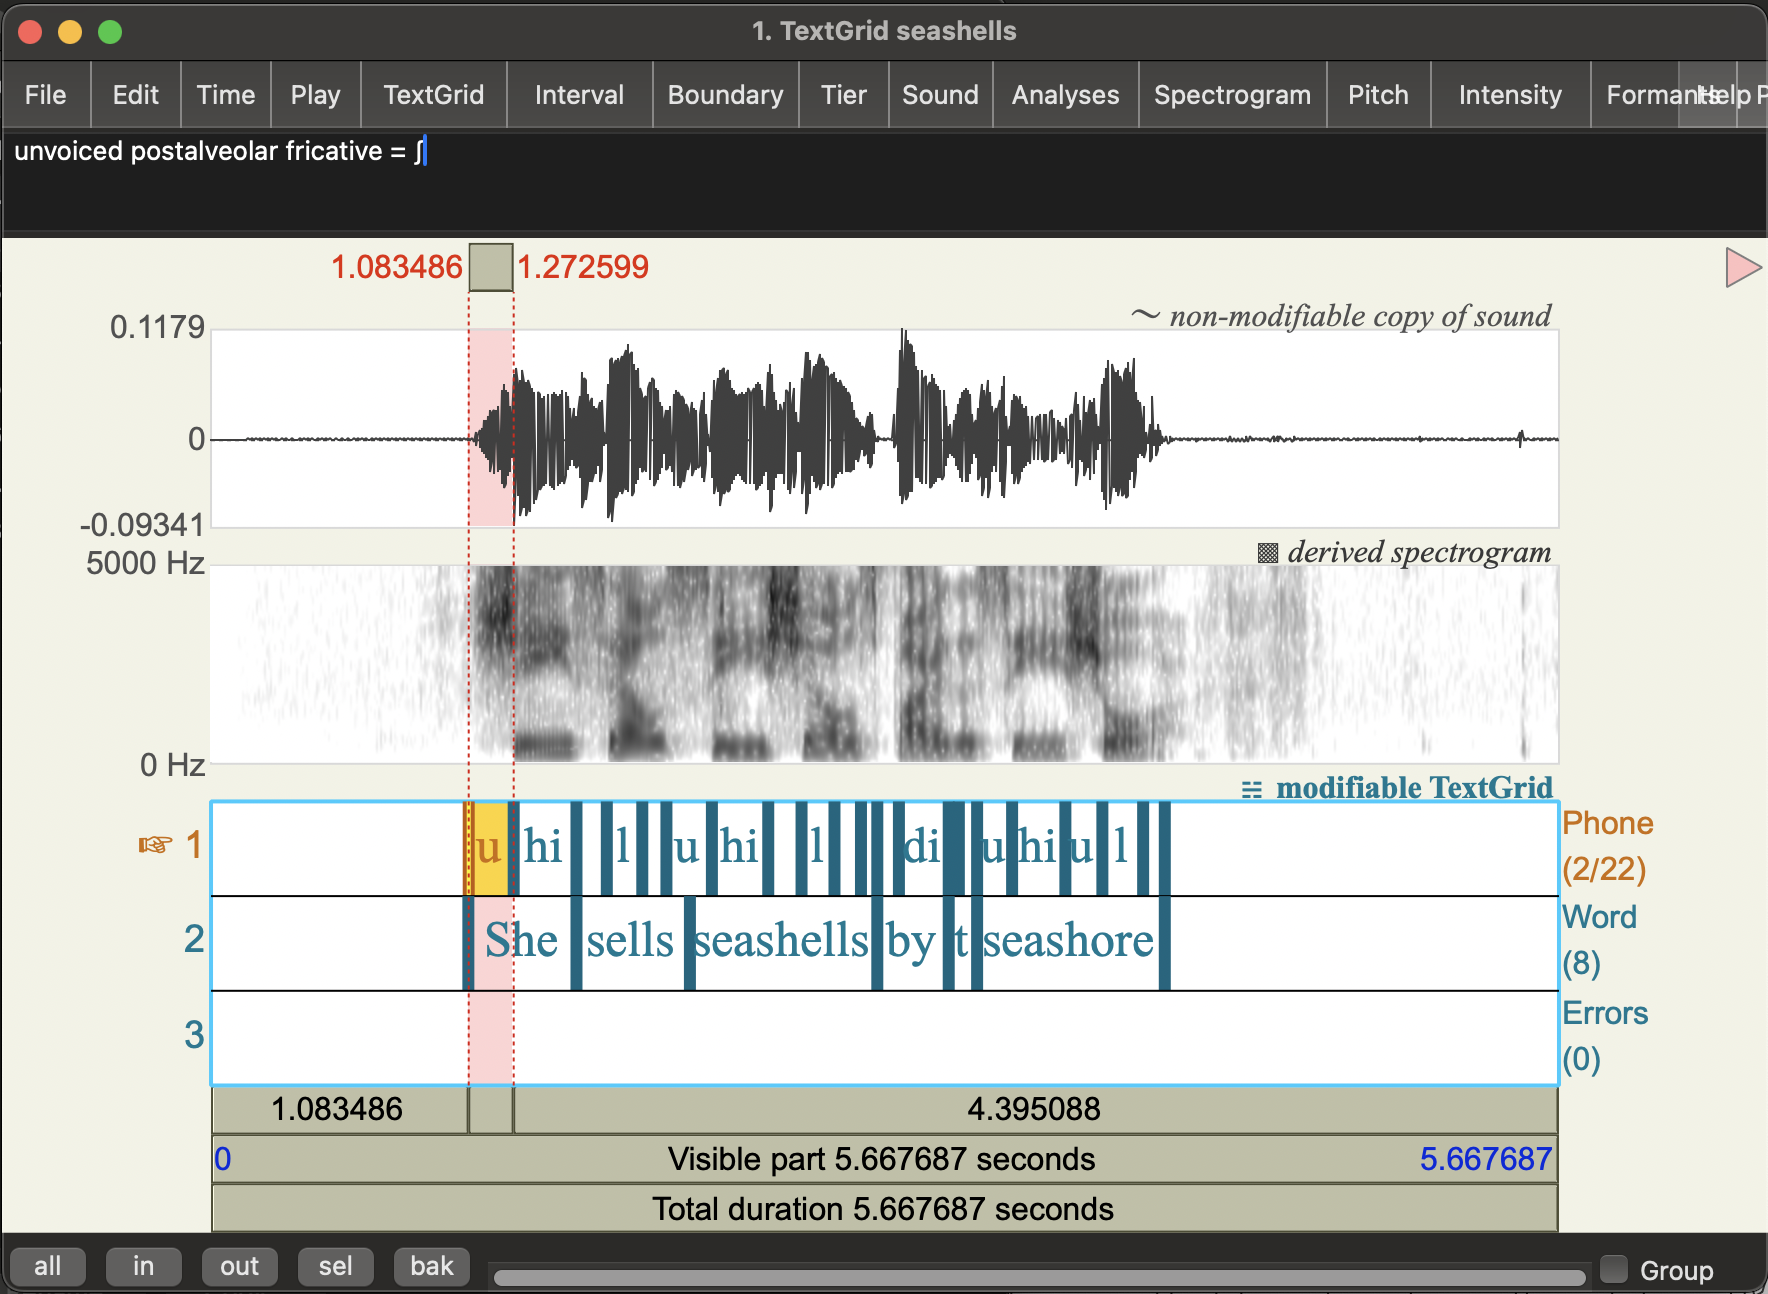 1. TextGrid seashells
File Edit Time Play TextGrid Interval Boundary Tier Sound Analyses Spectrogram Pitch Intensity Formants Help P
unvoiced postalveolar fricative = ʃ
1.083486 1.272599
0.1179 ~ non-modifiable copy of sound
0
-0.09341
5000 Hz derived spectrogram
0 Hz
modifiable TextGrid
☞ 1 u hi l u hi l di u hi u l Phone
(2/22)
2 She sells seashells by t seashore Word
(8)
3 Errors
(0)
1.083486 4.395088
0 Visible part 5.667687 seconds 5.667687
Total duration 5.667687 seconds
all in out sel bak Group